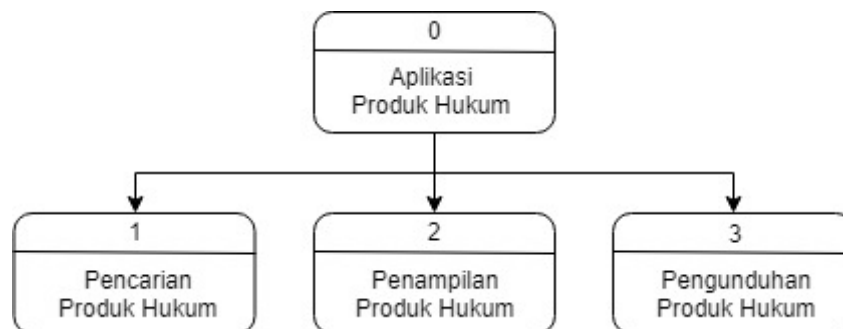 0
Aplikasi
Produk Hukum
1
Pencarian
Produk Hukum
2
Penampilan
Produk Hukum
3
Pengunduhan
Produk Hukum